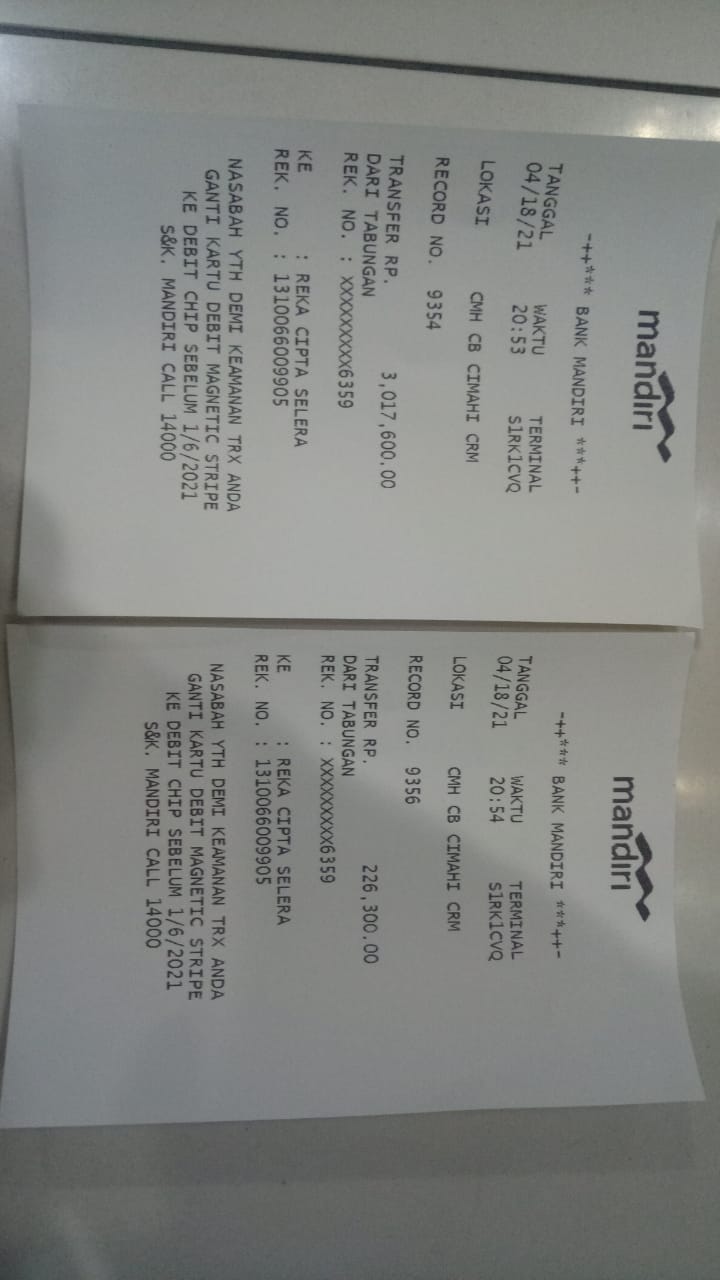 mandırı
-++*** BANK MANDIRI ***++-
TANGGAL WAKTU TERMINAL
04/18/21 20:53 S1RK1CVQ
LOKASI CMH CB CIMAHI CRM
RECORD NO. 9354
TRANSFER RP. 3,017,600.00
DARI TABUNGAN
REK. NO. : XXXXXXXXX6359
KE : REKA CIPTA SELERA
REK. NO. : 1310066009905
NASABAH YTH DEMI KEAMANAN TRX ANDA
GANTI KARTU DEBIT MAGNETIC STRIPE
KE DEBIT CHIP SEBELUM 1/6/2021
S&K. MANDIRI CALL 14000
mandırı
-++*** BANK MANDIRI ***++-
TANGGAL WAKTU TERMINAL
04/18/21 20:54 S1RK1CVQ
LOKASI CMH CB CIMAHI CRM
RECORD NO. 9356
TRANSFER RP. 226,300.00
DARI TABUNGAN
REK. NO. : XXXXXXXXX6359
KE : REKA CIPTA SELERA
REK. NO. : 1310066009905
NASABAH YTH DEMI KEAMANAN TRX ANDA
GANTI KARTU DEBIT MAGNETIC STRIPE
KE DEBIT CHIP SEBELUM 1/6/2021
S&K. MANDIRI CALL 14000